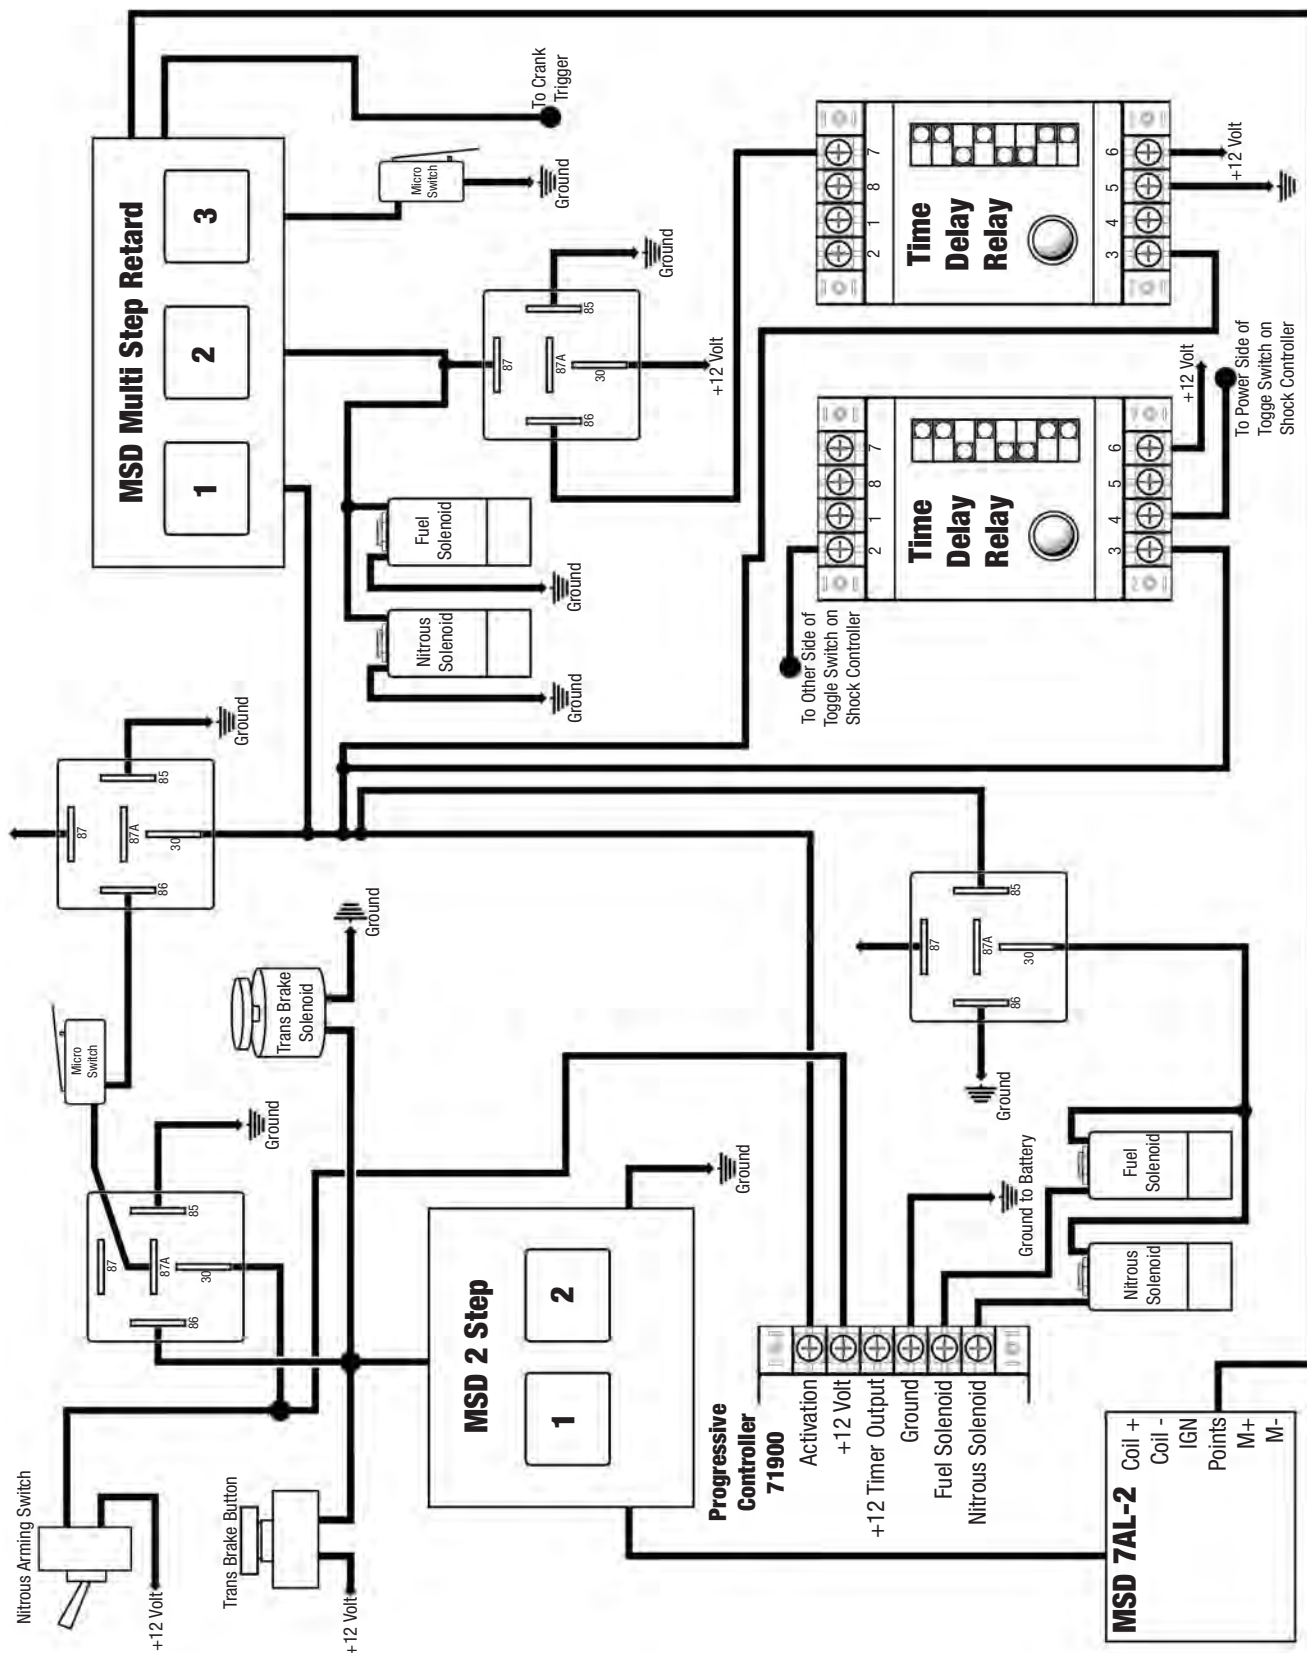 Nitrous Arming Switch
+12 Volt
Trans Brake Button
+12 Volt
86
87
87A
30
85
Ground
Micro
Switch
86
87
87A
30
85
Ground
Trans Brake
Solenoid
Ground
MSD 2 Step
1
2
Ground
MSD Multi Step Retard
1
2
3
To Crank
Trigger
Micro
Switch
Ground
Nitrous
Solenoid
Ground
Fuel
Solenoid
Ground
86
87
87A
30
85
Ground
+12 Volt
Progressive
Controller
71900
Activation
+12 Volt
+12 Timer Output
Ground
Fuel Solenoid
Nitrous Solenoid
Ground to Battery
Nitrous
Solenoid
Fuel
Solenoid
86
87
87A
30
85
Ground
To Other Side of
Toggle Switch on
Shock Controller
2
1
8
7
Time
Delay
Relay
3
4
5
6
+12 Volt
To Power Side of
Togge Switch on
Shock Controller
2
1
8
7
Time
Delay
Relay
3
4
5
6
+12 Volt
MSD 7AL-2
Coil +
Coil -
IGN
Points
M+
M-